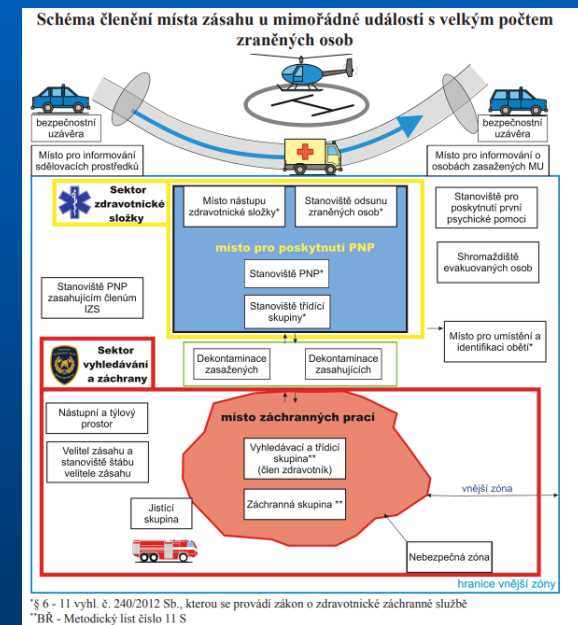 Schéma členění místa zásahu u mimořádné události s velkým počtem
zraněných osob
bezpečnostní
uzávěra
bezpečnostní
uzávěra
Místo pro informování
sdělovacích prostředků
Místo pro informování o
osobách zasažených MU
Sektor
zdravotnické
složky
Místo nástupu
zdravotnické složky*
Stanoviště odsunu
zraněných osob*
místo pro poskytnutí PNP
Stanoviště PNP*
Stanoviště třídící
skupiny*
Stanoviště pro
poskytnutí první
psychické pomoci
Shromaždiště
evakuovaných osob
Stanoviště PNP
zasahujícím členům
IZS
Místo pro umístění a
identifikaci obětí*
Sektor
vyhledávání
a záchrany
Dekontaminace
zasažených
Dekontaminace
zasahujících
Nástupní a týlový
prostor
místo záchranných prací
Velitel zásahu a
stanoviště štábu
velitele zásahu
Vyhledávací a třídící
skupina**
(člen zdravotník)
Záchranná skupina **
Jistící
skupina
vnější zóna
Nebezpečná zóna
hranice vnější zóny
*§ 6 - 11 vyhl. č. 240/2012 Sb., kterou se provádí zákon o zdravotnické záchranné službě
**BŘ - Metodický list číslo 11 S